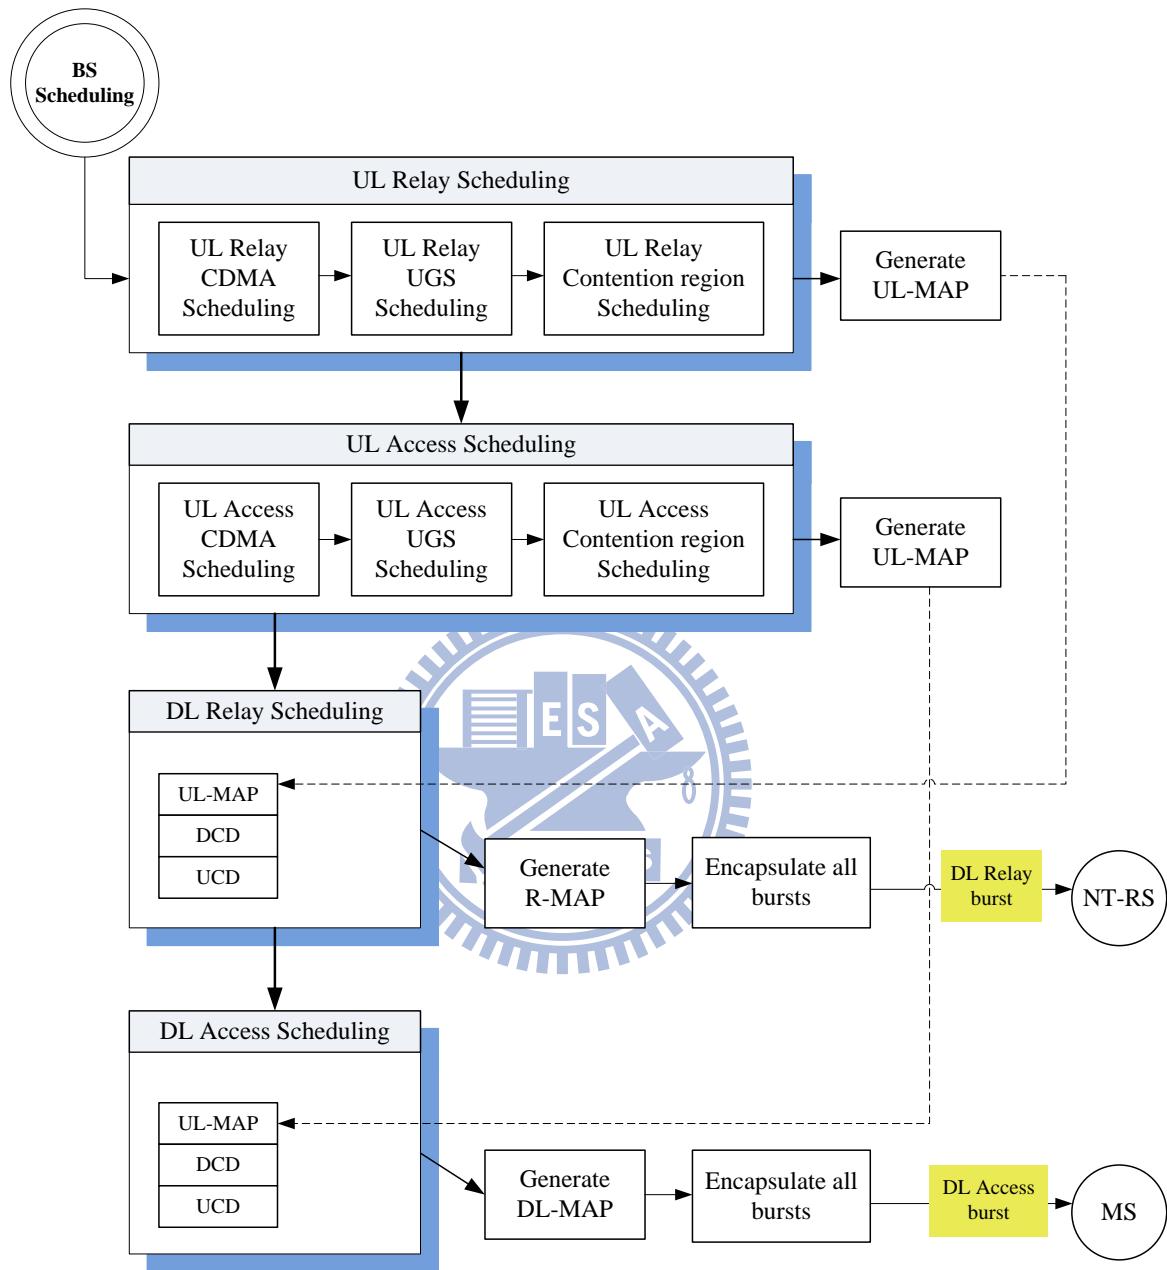 BS
Scheduling
UL Relay Scheduling
UL Relay
CDMA
Scheduling
UL Relay
UGS
Scheduling
UL Relay
Contention region
Scheduling
Generate
UL-MAP
UL Access Scheduling
UL Access
CDMA
Scheduling
UL Access
UGS
Scheduling
UL Access
Contention region
Scheduling
Generate
UL-MAP
E S A
DL Relay Scheduling
UL-MAP
DCD
UCD
8
Generate
R-MAP
Encapsulate all
bursts
DL Relay
burst
NT-RS
DL Access Scheduling
UL-MAP
DCD
UCD
Generate
DL-MAP
Encapsulate all
bursts
DL Access
burst
MS